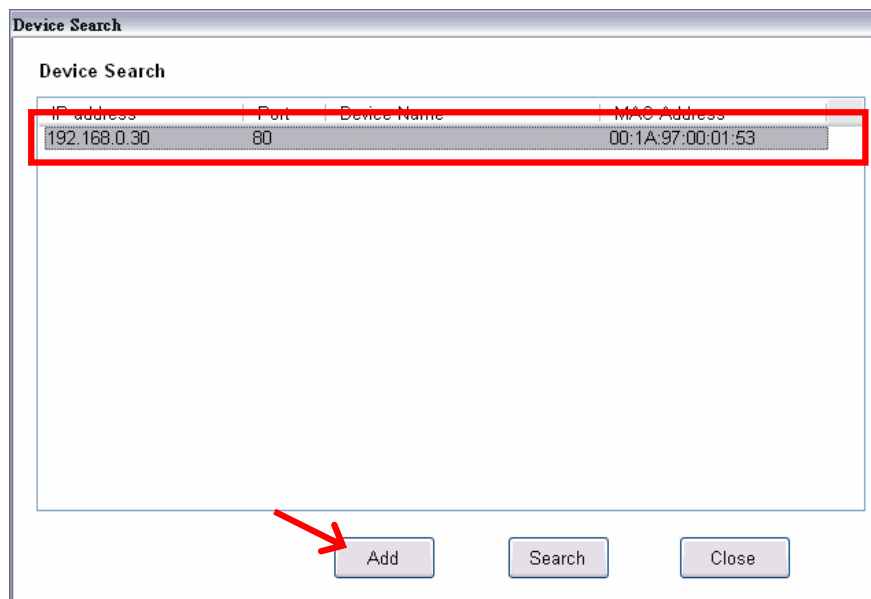 Device Search
Device Search
IP address Port Device Name MAC Address
192.168.0.30 80 00:1A:97:00:01:53
Add Search Close